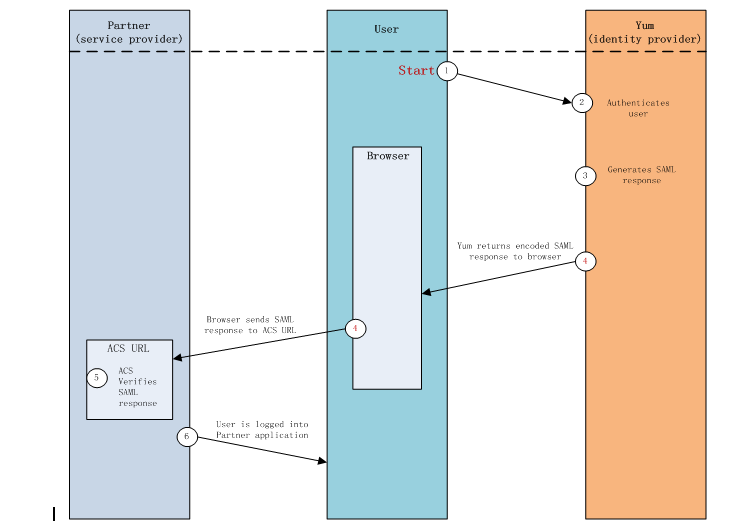 Partner
(service provider)
User
Yum
(identity provider)
Start
1
2
Authenticates
user
Browser
3
Generates SAML
response
Yum returns encoded SAML
response to browser
4
Browser sends SAML
response to ACS URL
4
ACS URL
5
ACS
Verifies
SAML
response
6
User is logged into
Partner application